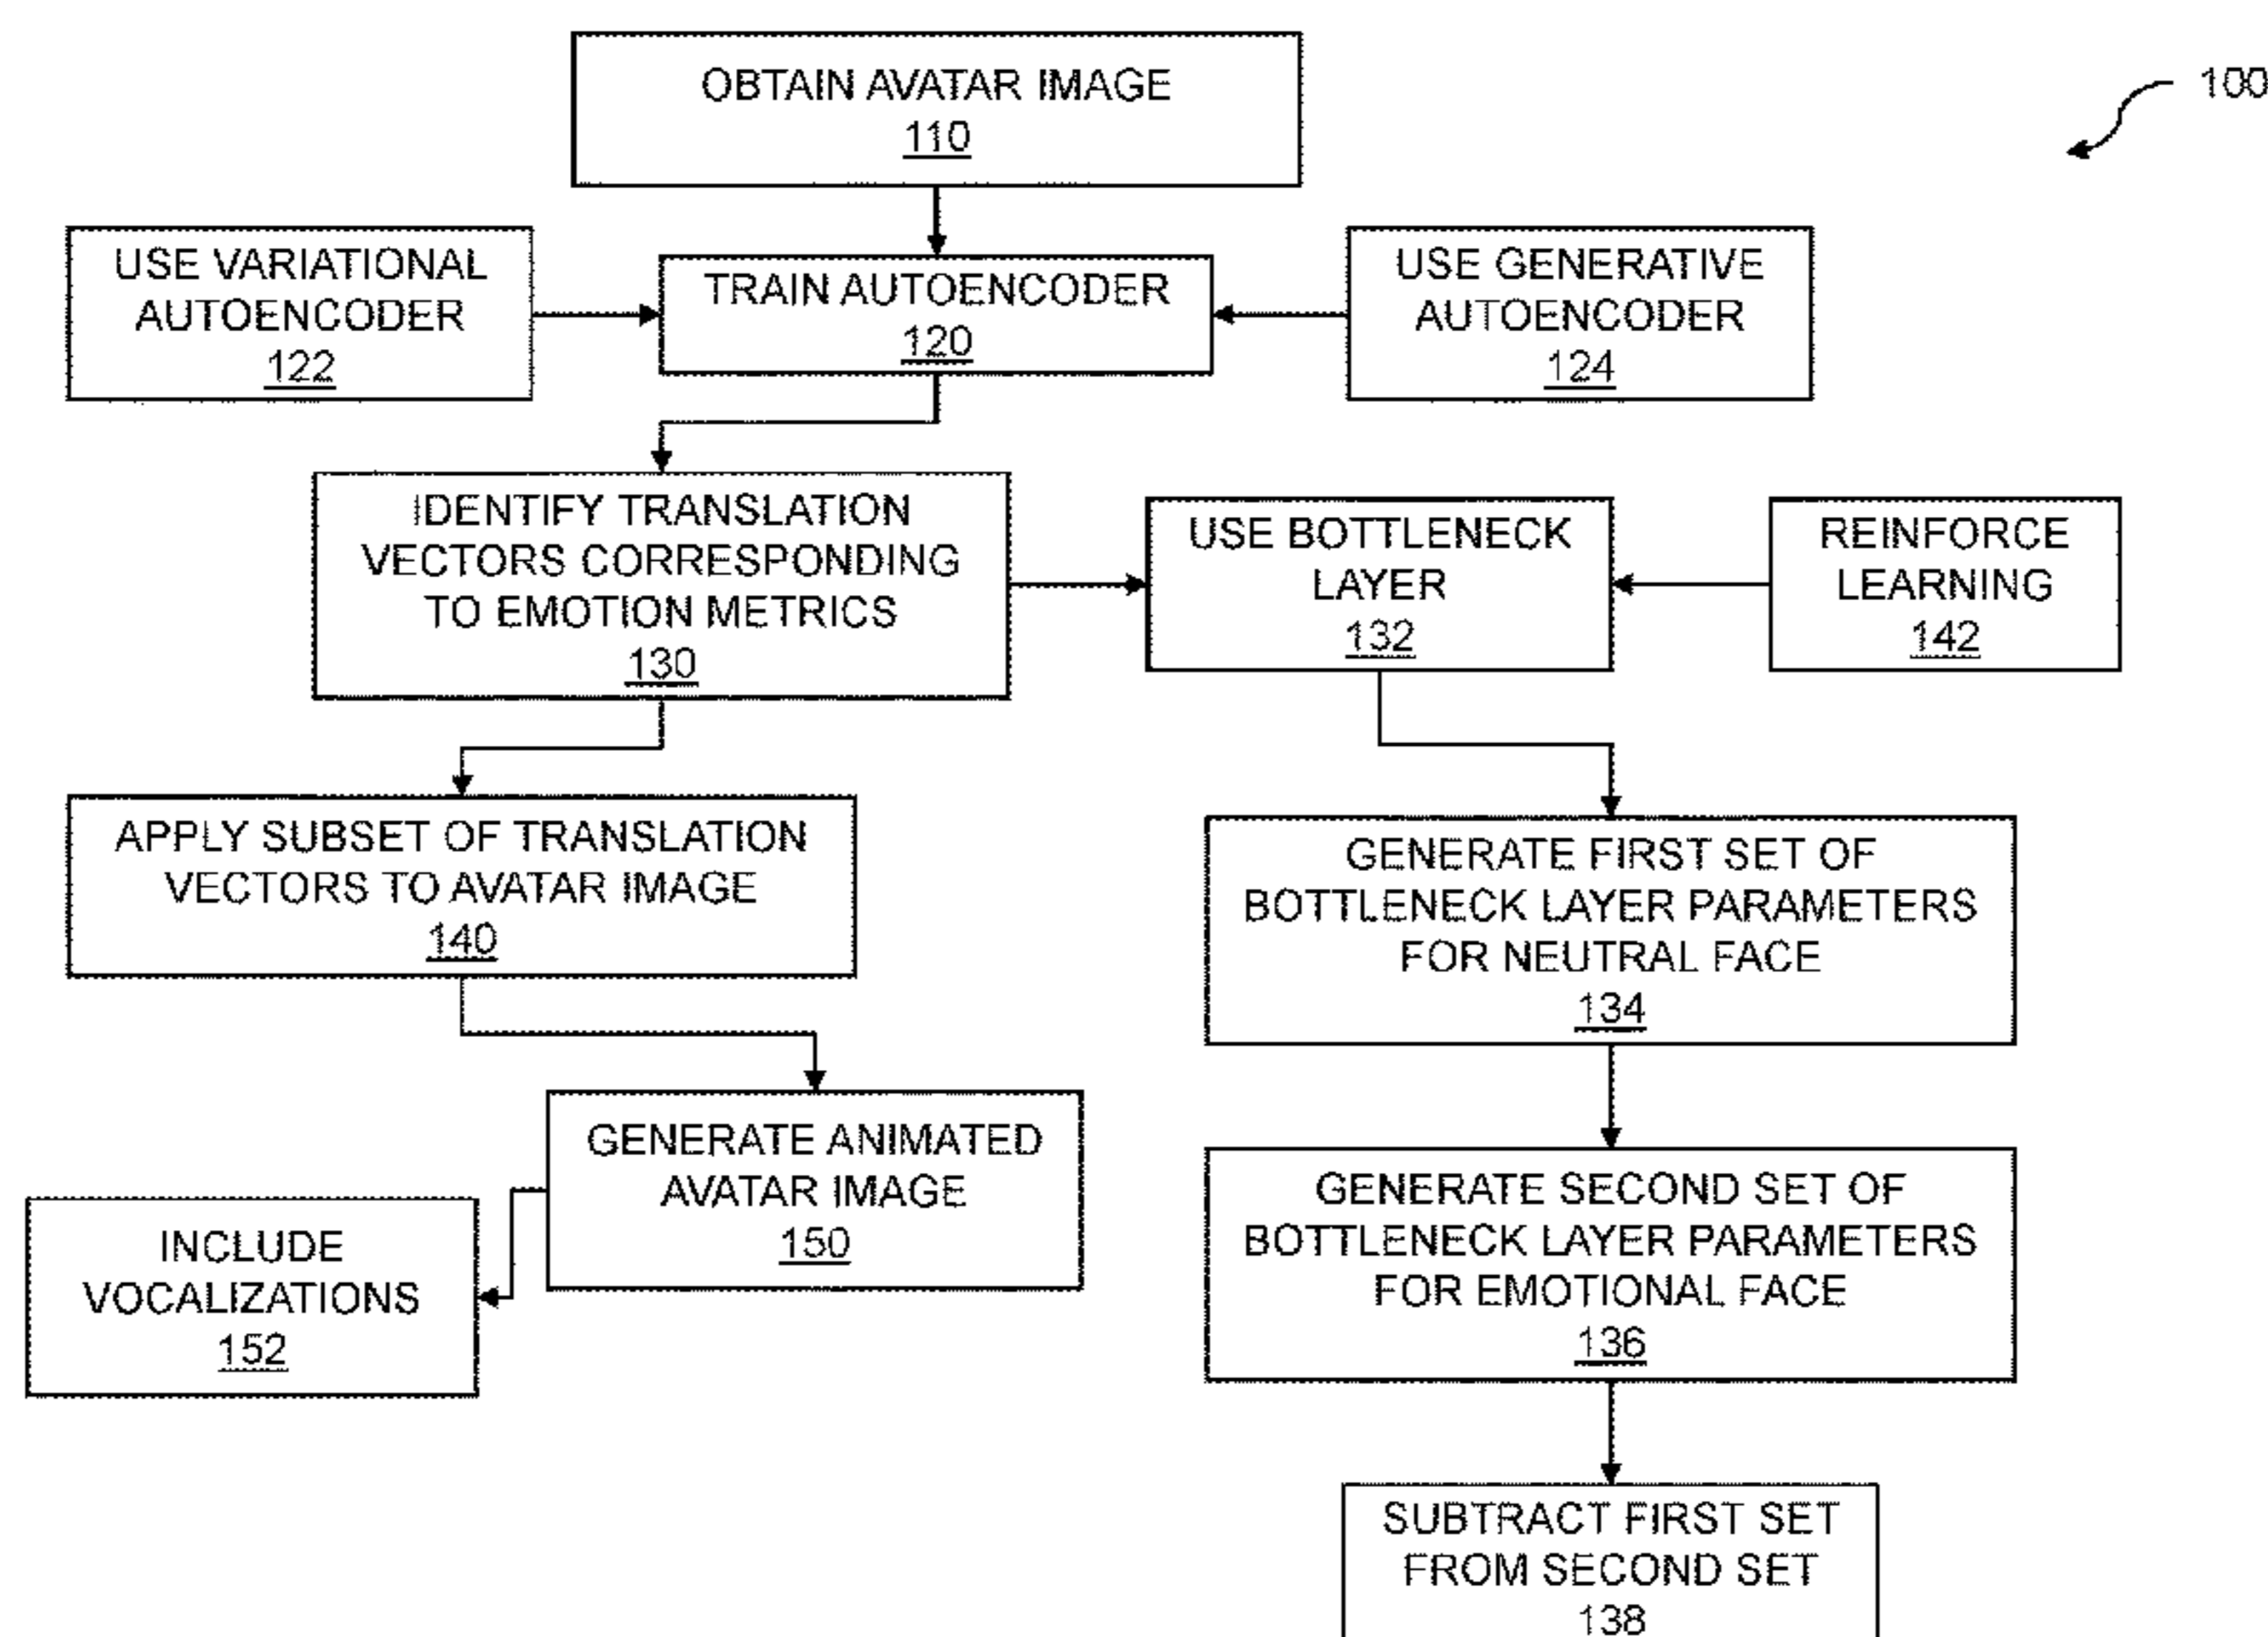 OBTAIN AVATAR IMAGE
110
100
USE VARIATIONAL
AUTOENCODER
122
TRAIN AUTOENCODER
120
USE GENERATIVE
AUTOENCODER
124
IDENTIFY TRANSLATION
VECTORS CORRESPONDING
TO EMOTION METRICS
130
USE BOTTLENECK
LAYER
132
REINFORCE
LEARNING
142
APPLY SUBSET OF TRANSLATION
VECTORS TO AVATAR IMAGE
140
GENERATE FIRST SET OF
BOTTLENECK LAYER PARAMETERS
FOR NEUTRAL FACE
134
GENERATE ANIMATED
AVATAR IMAGE
150
INCLUDE
VOCALIZATIONS
152
GENERATE SECOND SET OF
BOTTLENECK LAYER PARAMETERS
FOR EMOTIONAL FACE
136
SUBTRACT FIRST SET
FROM SECOND SET
138